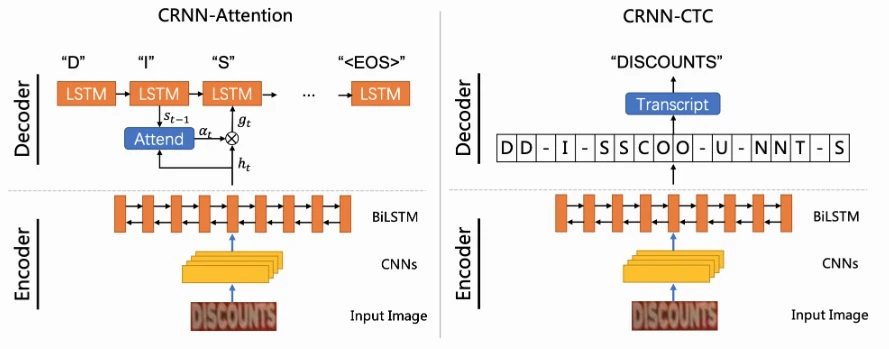 CRNN-Attention
"D" "I" "S" "<EOS>"
LSTM LSTM LSTM ... LSTM
s_{t-1} g_t
Attend α_t ⊗
h_t
Decoder
BiLSTM
CNNs
DISCOUNTS
Input Image
Encoder
CRNN-CTC
"DISCOUNTS"
Transcript
D D - I - S S C O O - U - N N T - S
Decoder
BiLSTM
CNNs
DISCOUNTS
Input Image
Encoder